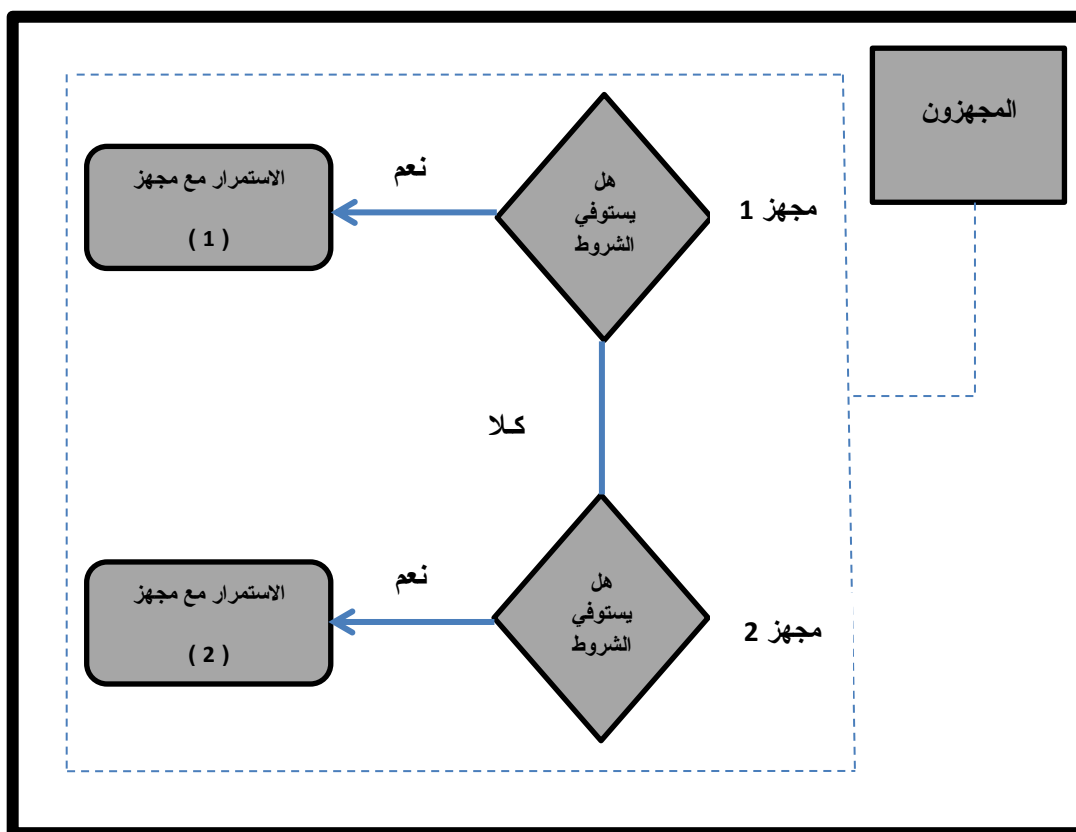 المجهزون
مجهز 1
هل
يستوفي
الشروط
نعم
الاستمرار مع مجهز
( 1 )
كـلا
مجهز 2
هل
يستوفي
الشروط
نعم
الاستمرار مع مجهز
( 2 )